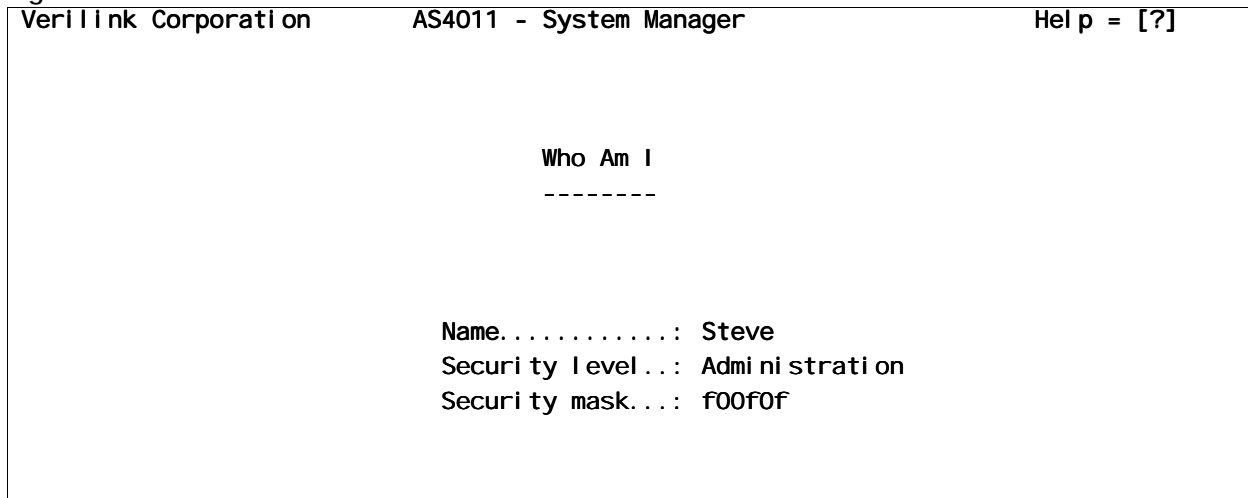 Verilink Corporation AS4011 - System Manager Help = [?]
Who Am I
--------
Name............: Steve
Security level..: Administration
Security mask...: f00f0f